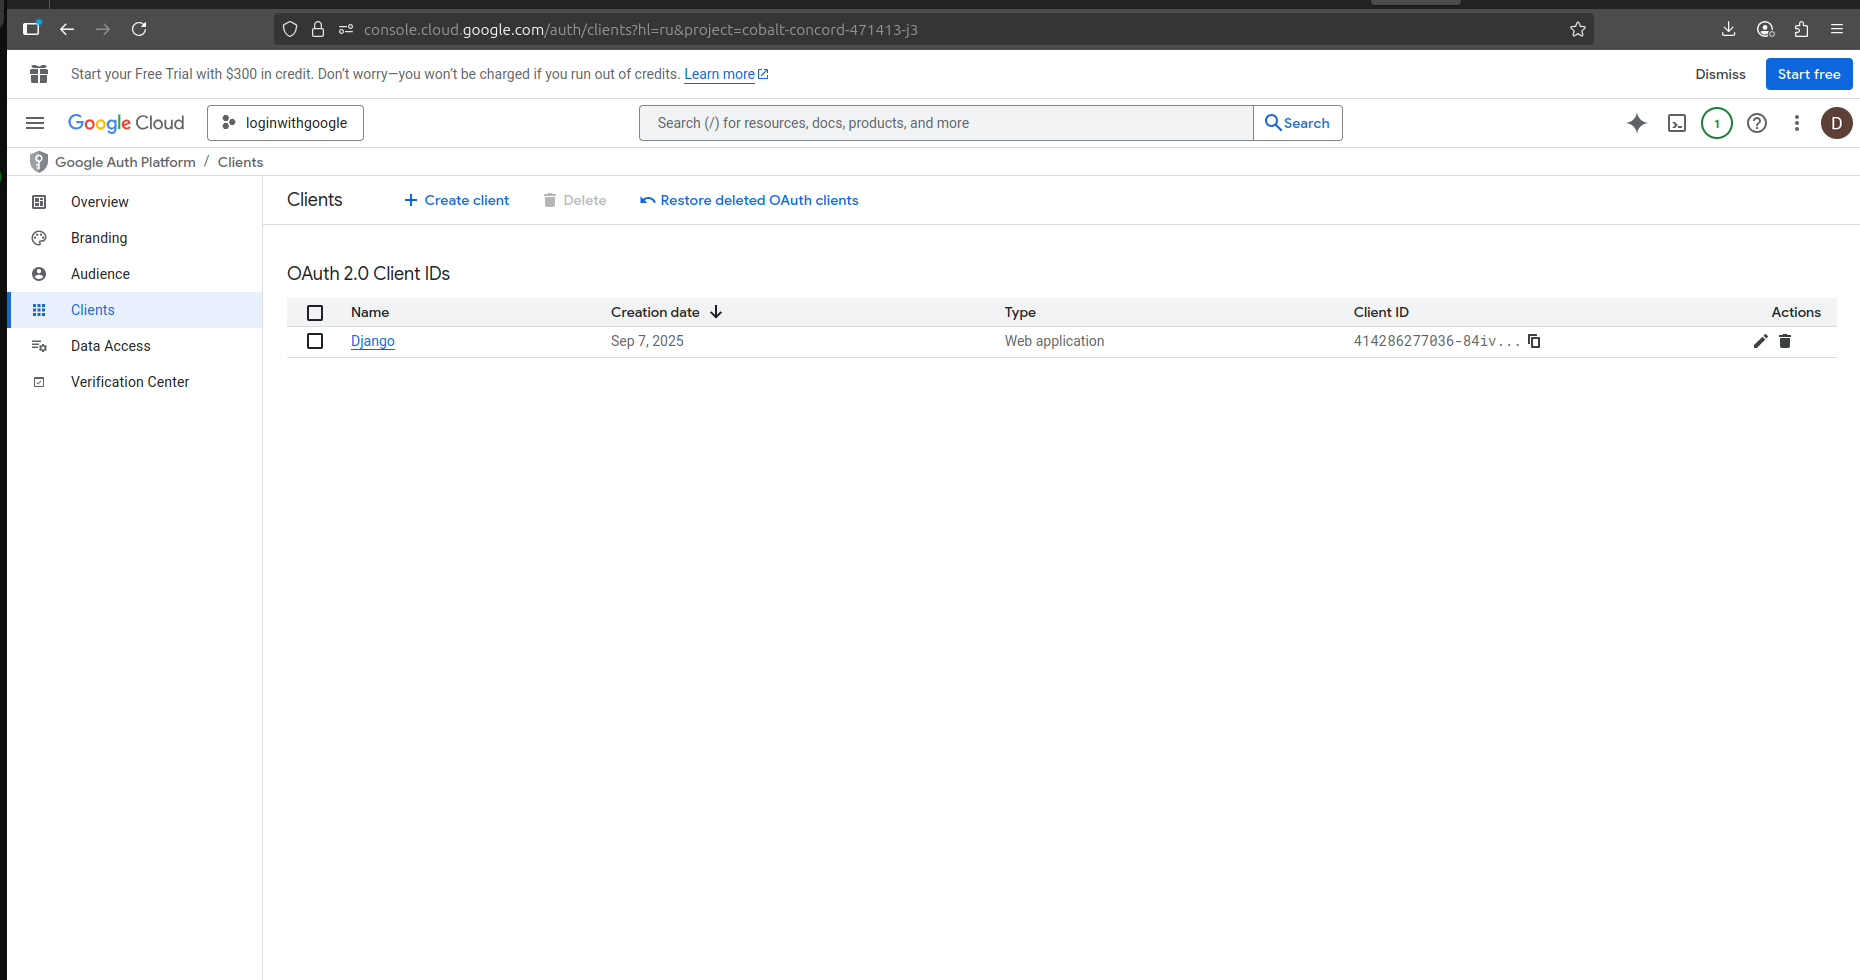 console.cloud.google.com/auth/clients?hl=ru&project=cobalt-concord-471413-j3
Start your Free Trial with $300 in credit. Don't worry—you won't be charged if you run out of credits. Learn more
Dismiss
Start free
Google Cloud
loginwithgoogle
Search (/) for resources, docs, products, and more
Search
1
D
Google Auth Platform / Clients
Overview
Branding
Audience
Clients
Data Access
Verification Center
Clients
Create client
Delete
Restore deleted OAuth clients
OAuth 2.0 Client IDs
Name Creation date Type Client ID Actions
Django Sep 7, 2025 Web application 414286277036-84iv...